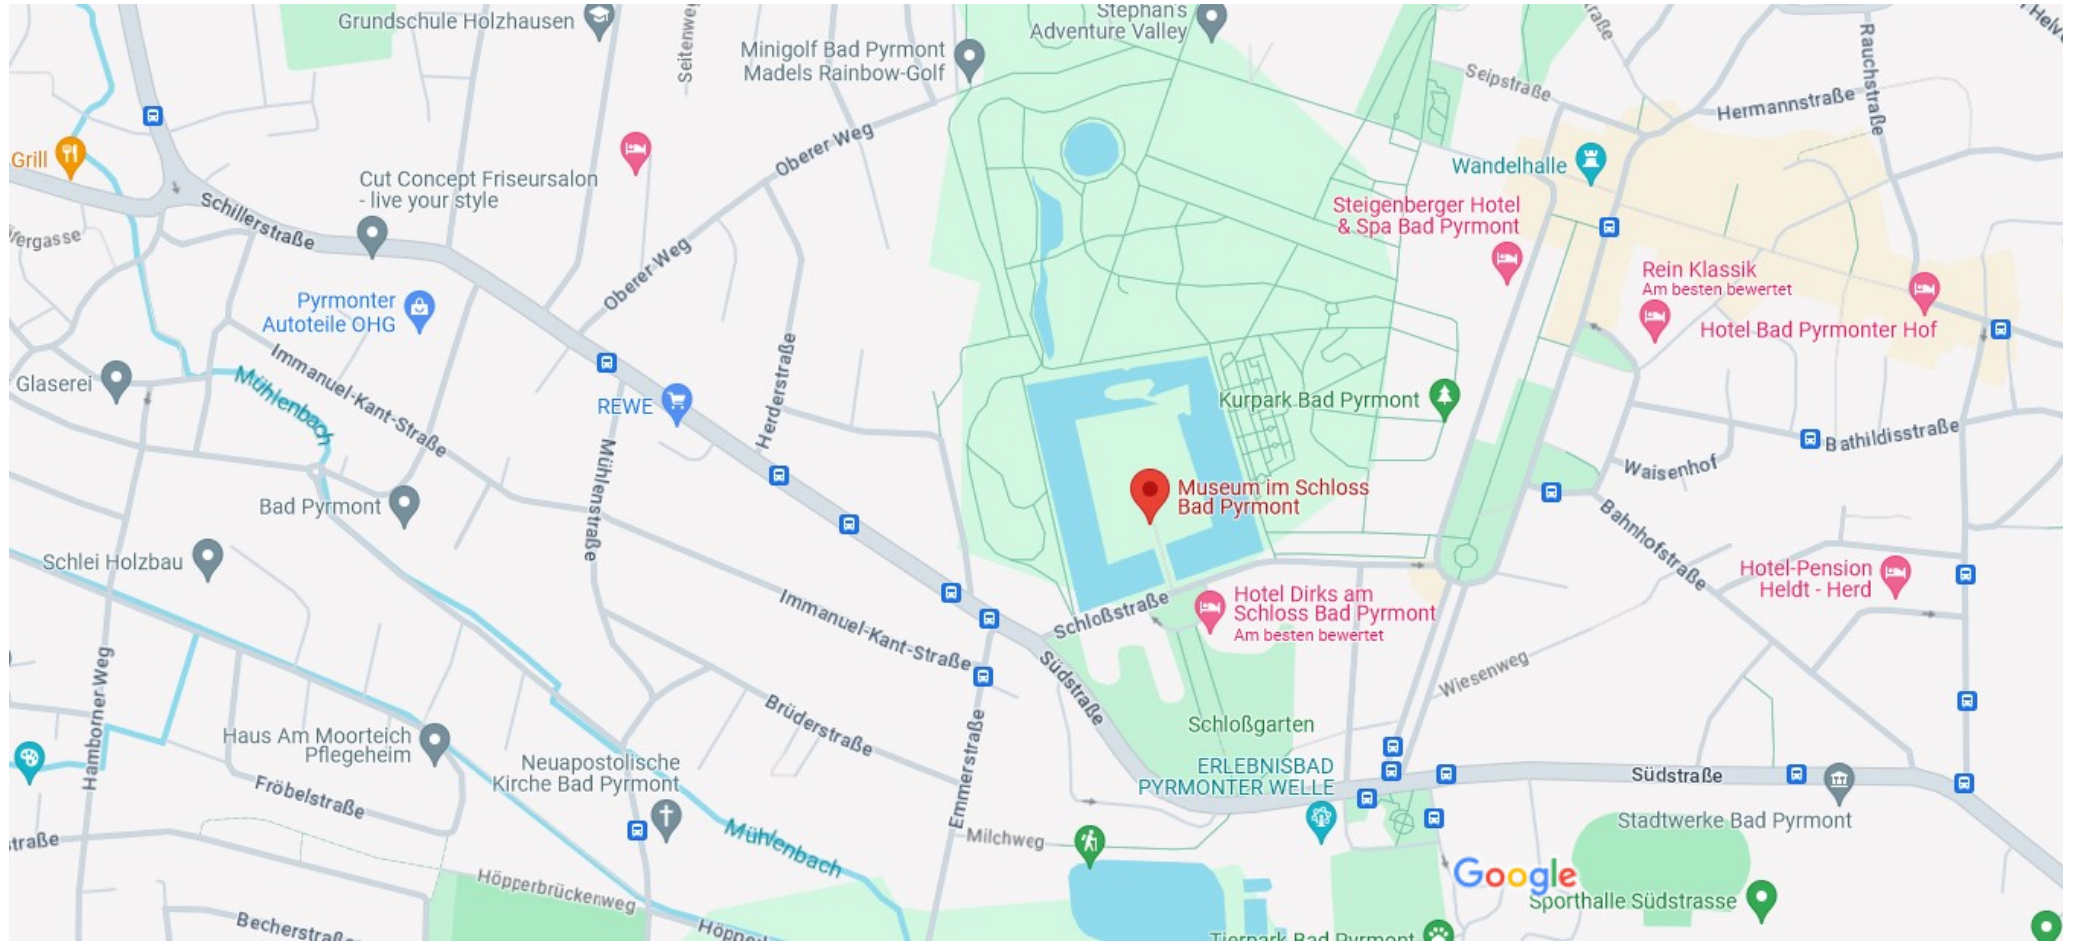 Grundschule Holzhausen
Seitenweg
Stephan's
Adventure Valley
Minigolf Bad Pyrmont
Madels Rainbow-Golf
Seipstraße
Hermannstraße
Rauchstraße
Grill
Oberer Weg
Wandelhalle
Cut Concept Friseursalon
- live your style
Schillerstraße
Steigenberger Hotel
& Spa Bad Pyrmont
Oberer Weg
Rein Klassik
Am besten bewertet
Pyrmonter
Autoteile OHG
Hotel Bad Pyrmonter Hof
Immanuel-Kant-Straße
Herderstraße
Glaserei
Mühlenbach
REWE
Kurpark Bad Pyrmont
Bathildisstraße
Mühlenstraße
Waisenhof
Museum im Schloss
Bad Pyrmont
Bad Pyrmont
Bahnhofstraße
Schlei Holzbau
Hotel-Pension
Heldt - Herd
Hotel Dirks am
Schloss Bad Pyrmont
Am besten bewertet
Schloßstraße
Immanuel-Kant-Straße
Südstraße
Wiesenweg
Hamborner Weg
Brüderstraße
Schloßgarten
Haus Am Moorteich
Pflegeheim
Neuapostolische
Kirche Bad Pyrmont
Emmerstraße
ERLEBNISBAD
PYRMONTER WELLE
Südstraße
Fröbelstraße
Stadtwerke Bad Pyrmont
Mühlenbach
Milchweg
Google
Höpperbrückenweg
Sporthalle Südstrasse
Becherstraße
Tierpark Bad Pyrmont